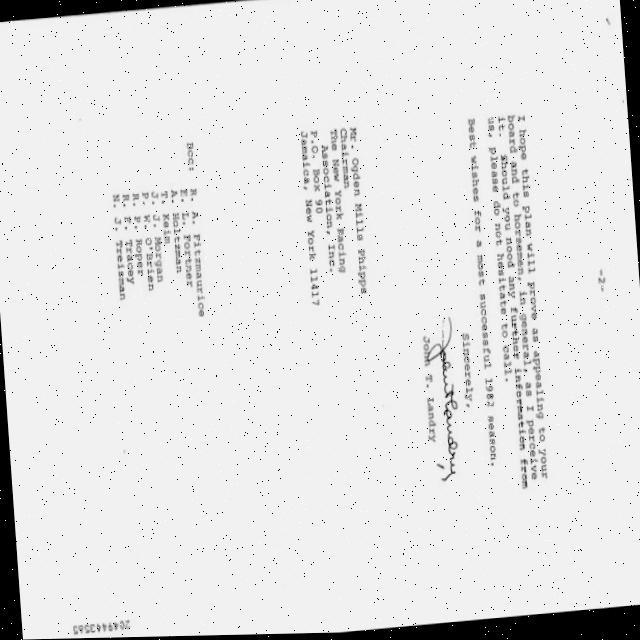 -2-
I hope this plan will prove as appealing to your
board and to horsemen, in general, as I perceive
it. Should you need any further information from
us, please do not hesitate to call.
Best wishes for a most successful 1983 season.
Sincerely,
John T. Landry
John T. Landry
Mr. Ogden Mills Phipps
Chairman
The New York Racing
Association, Inc.
P.O. Box 90
Jamaica, New York 11417
Bcc: R. A. Fitzmaurice
E. L. Fortner
A. Holtzman
T. Keim
J. J. Morgan
P. W. O'Brien
R. P. Roper
R. F. Tracey
N. J. Treisman